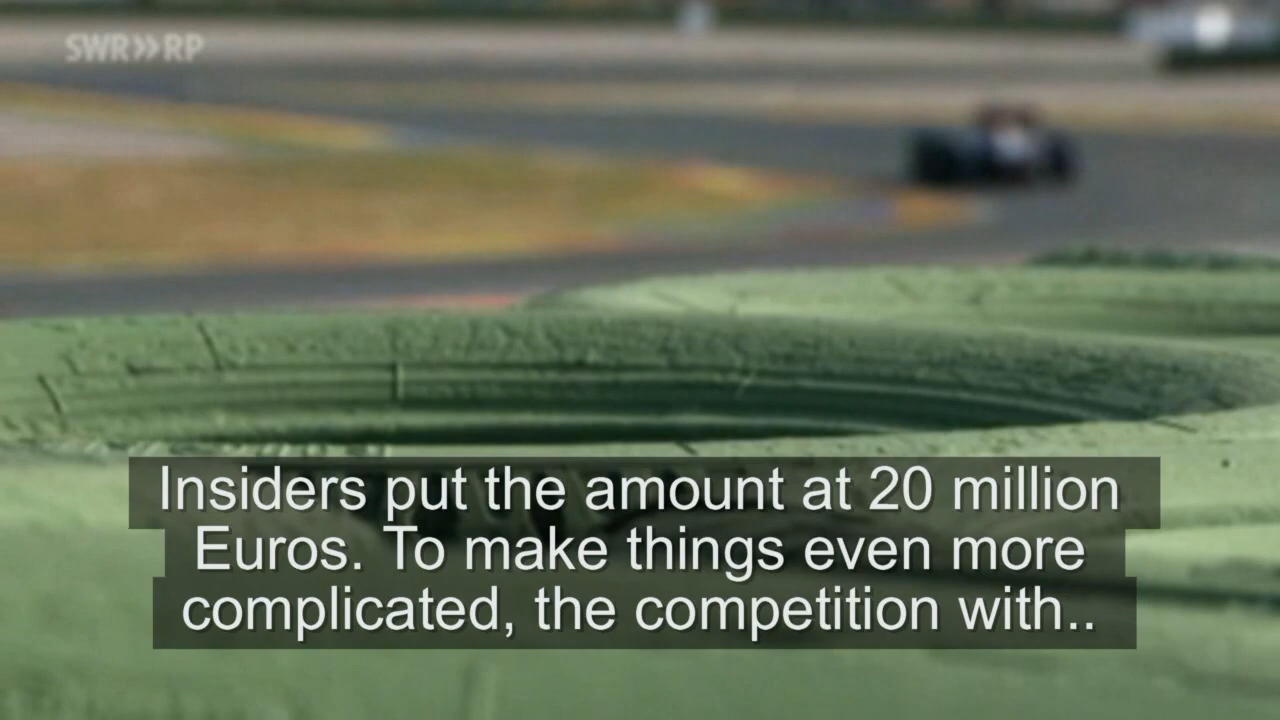 SWR»RP
Insiders put the amount at 20 million
Euros. To make things even more
complicated, the competition with..